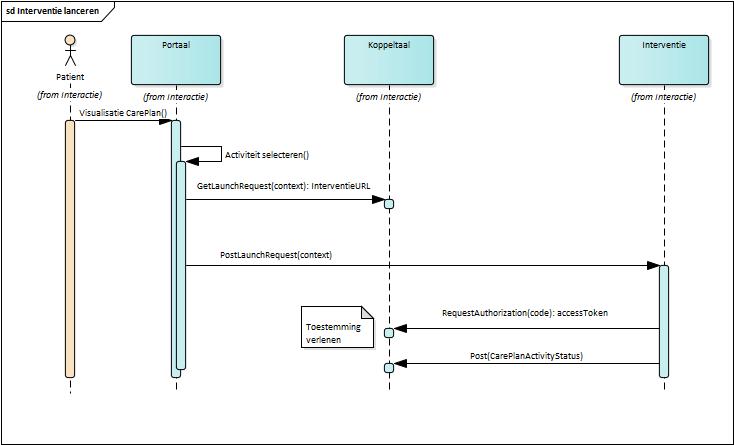 sd Interventie lanceren
Portaal
Koppeltaal
Interventie
Patient
(from Interactie)
(from Interactie)
(from Interactie)
(from Interactie)
Visualisatie CarePlan()
Activiteit selecteren()
GetLaunchRequest(context): InterventieURL
PostLaunchRequest(context)
RequestAuthorization(code): accessToken
Toestemming
verlenen
Post(CarePlanActivityStatus)